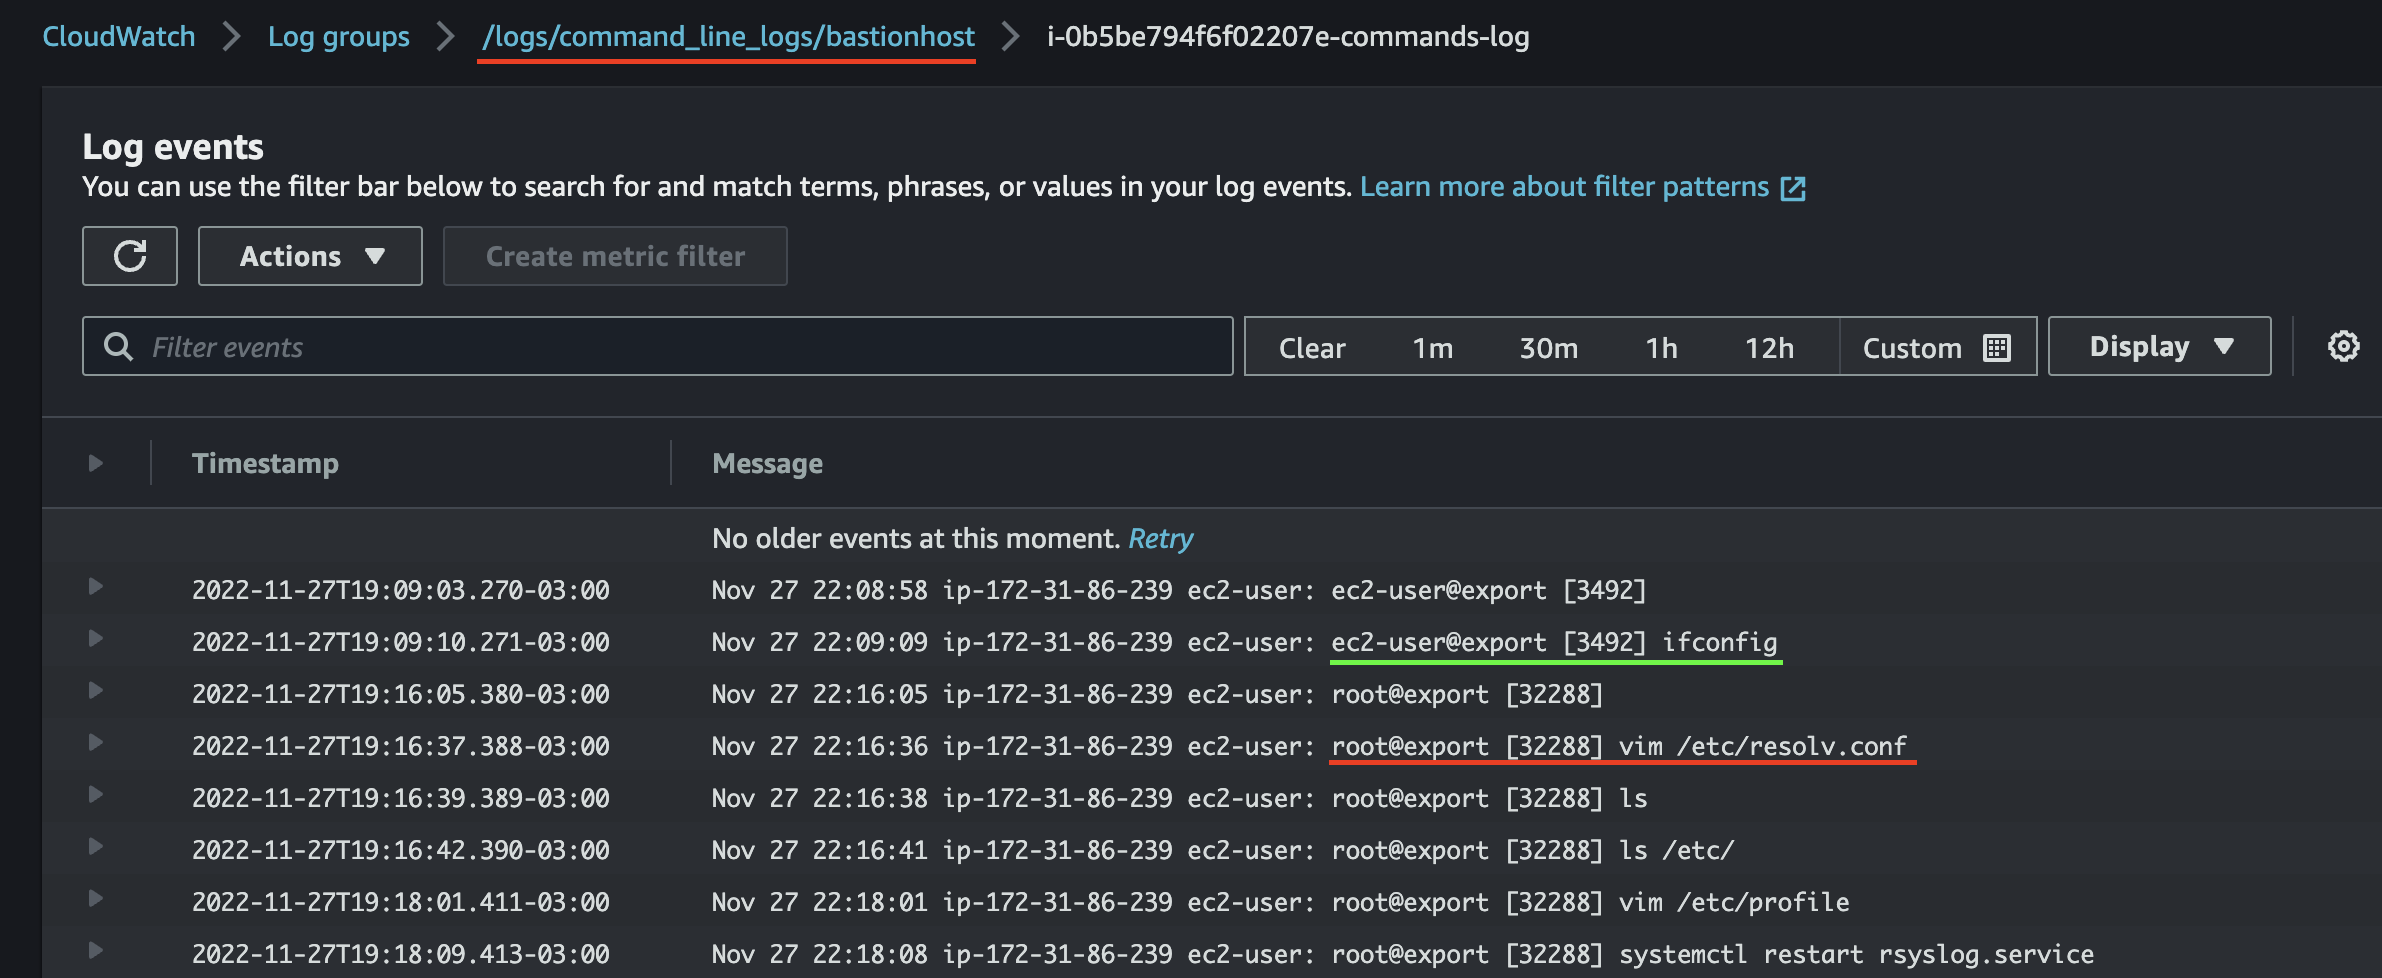 CloudWatch > Log groups > /logs/command_line_logs/bastionhost > i-0b5be794f6f02207e-commands-log
Log events
You can use the filter bar below to search for and match terms, phrases, or values in your log events. Learn more about filter patterns
Actions Create metric filter
Filter events Clear 1m 30m 1h 12h Custom Display
Timestamp Message
No older events at this moment. Retry
2022-11-27T19:09:03.270-03:00 Nov 27 22:08:58 ip-172-31-86-239 ec2-user: ec2-user@export [3492]
2022-11-27T19:09:10.271-03:00 Nov 27 22:09:09 ip-172-31-86-239 ec2-user: ec2-user@export [3492] ifconfig
2022-11-27T19:16:05.380-03:00 Nov 27 22:16:05 ip-172-31-86-239 ec2-user: root@export [32288]
2022-11-27T19:16:37.388-03:00 Nov 27 22:16:36 ip-172-31-86-239 ec2-user: root@export [32288] vim /etc/resolv.conf
2022-11-27T19:16:39.389-03:00 Nov 27 22:16:38 ip-172-31-86-239 ec2-user: root@export [32288] ls
2022-11-27T19:16:42.390-03:00 Nov 27 22:16:41 ip-172-31-86-239 ec2-user: root@export [32288] ls /etc/
2022-11-27T19:18:01.411-03:00 Nov 27 22:18:01 ip-172-31-86-239 ec2-user: root@export [32288] vim /etc/profile
2022-11-27T19:18:09.413-03:00 Nov 27 22:18:08 ip-172-31-86-239 ec2-user: root@export [32288] systemctl restart rsyslog.service